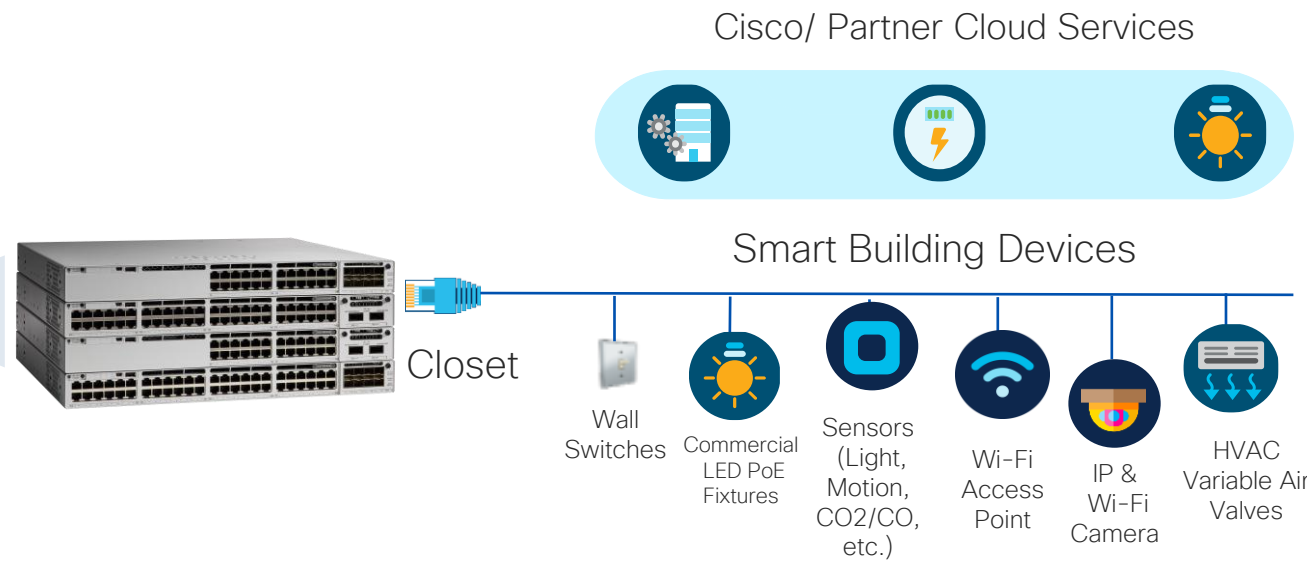 Cisco/ Partner Cloud Services
Smart Building Devices
Closet
Wall
Switches
Commercial
LED PoE
Fixtures
Sensors
(Light,
Motion,
CO2/CO,
etc.)
Wi-Fi
Access
Point
IP &
Wi-Fi
Camera
HVAC
Variable Air
Valves